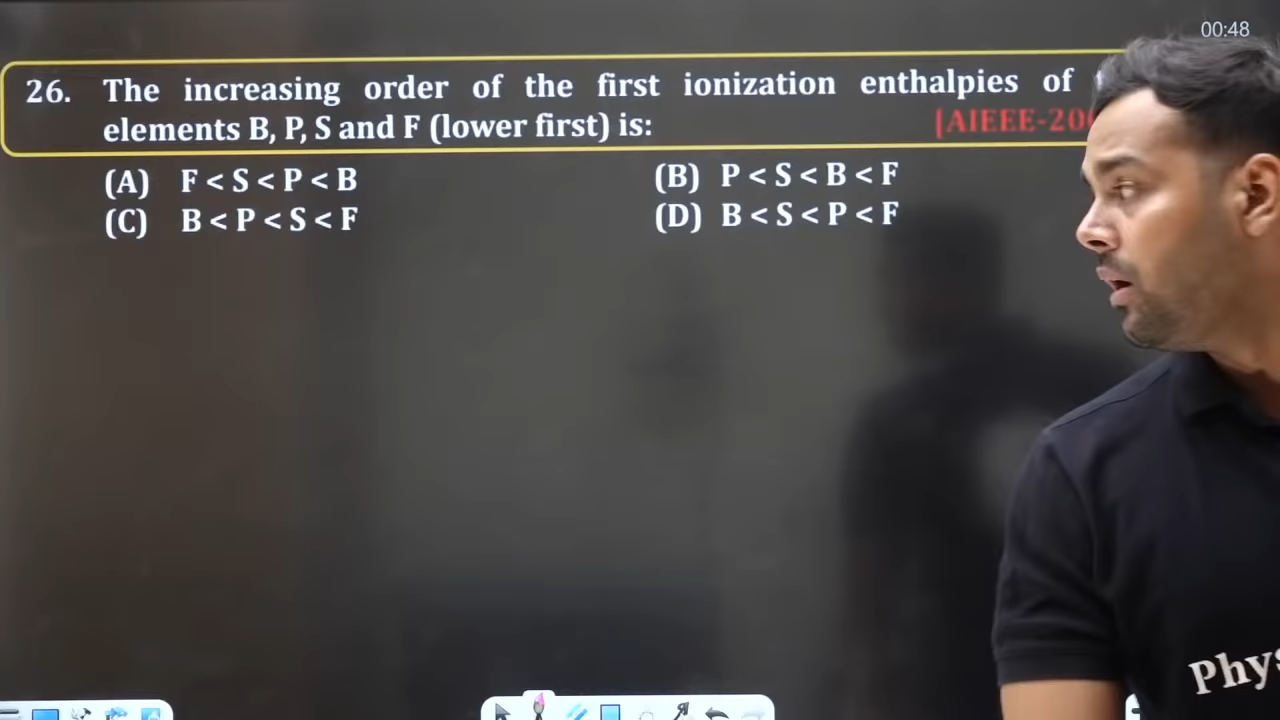 00:48
26. The increasing order of the first ionization enthalpies of
elements B, P, S and F (lower first) is:
[AIEEE-20
(A) F < S < P < B
(B) P < S < B < F
(C) B < P < S < F
(D) B < S < P < F
Phys